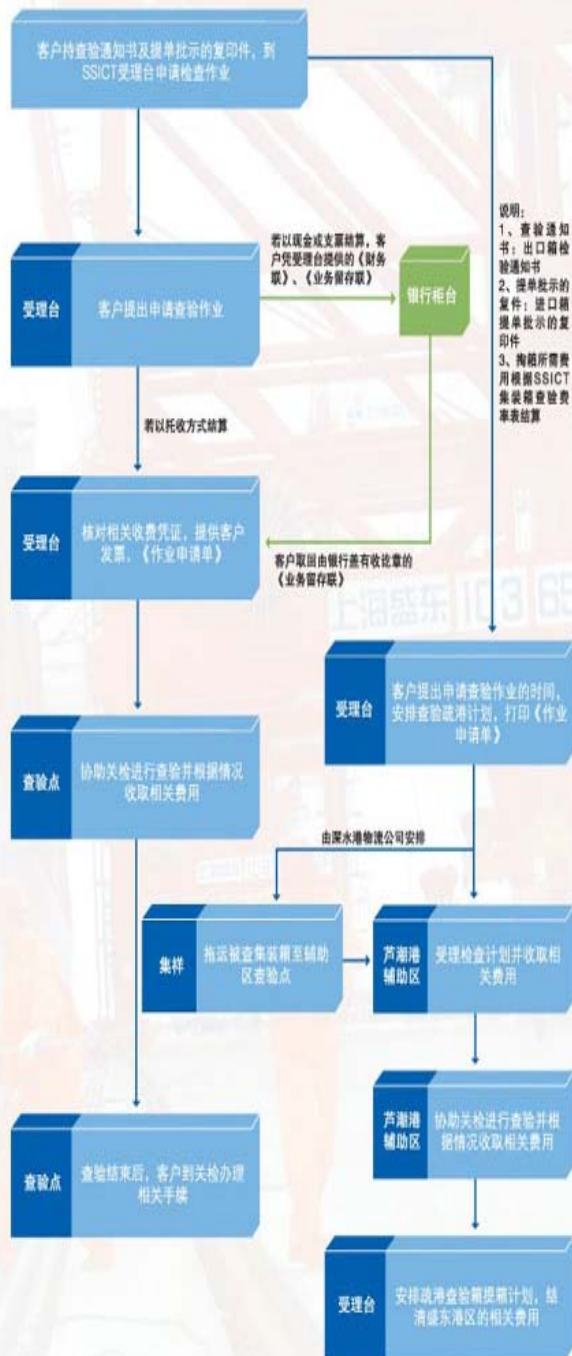 客户持查验通知书及提单批示的复印件，到
SSICT受理台申请检查作业
说明：
1、查验通知
书：出口箱检
验通知书
2、提单批示的
复件：进口箱
提单批示的复
印件
3、掏箱所需费
用根据SSICT
集装箱查验费
率表结算
受理台
客户提出申请查验作业
若以现金或支票结算，客
户凭受理台提供的《财务
联》、《业务留存联》
银行柜台
若以托收方式结算
受理台
核对相关收费凭证，提供客户
发票、《作业申请单》
客户取回由银行盖有收讫章的
《业务留存联》
上海盛东 103 65
受理台
客户提出申请查验作业的时间，
安排查验疏港计划，打印《作业
申请单》
查验点
协助关检进行查验并根据情况
收取相关费用
由深水港物流公司安排
集祥
拖运被查集装箱至辅助
区查验点
芦潮港
辅助区
受理检查计划并收取相
关费用
芦潮港
辅助区
协助关检进行查验并根
据情况收取相关费用
查验点
查验结束后，客户到关检办理
相关手续
受理台
安排疏港查验箱提箱计划，结
清盛东港区的相关费用